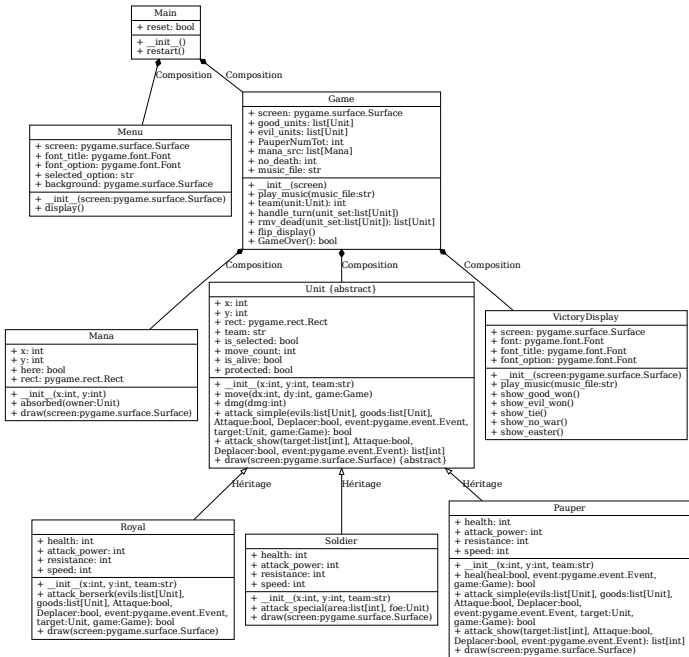 Main
+ reset: bool
+ __init__()
+ restart()
Composition
Composition
Menu
+ screen: pygame.surface.Surface
+ font_title: pygame.font.Font
+ font_option: pygame.font.Font
+ selected_option: str
+ background: pygame.surface.Surface
+ __init__(screen:pygame.surface.Surface)
+ display()
Game
+ screen: pygame.surface.Surface
+ good_units: list[Unit]
+ evil_units: list[Unit]
+ PauperNumTot: int
+ mana_src: list[Mana]
+ no_death: int
+ music_file: str
+ __init__(screen)
+ play_music(music_file:str)
+ team(unit:Unit): int
+ handle_turn(unit_set:list[Unit])
+ rmv_dead(unit_set:list[Unit]): list[Unit]
+ flip_display()
+ GameOver(): bool
Composition
Composition
Composition
Mana
+ x: int
+ y: int
+ here: bool
+ rect: pygame.rect.Rect
+ __init__(x:int, y:int)
+ absorbed(owner:Unit)
+ draw(screen:pygame.surface.Surface)
Unit {abstract}
+ x: int
+ y: int
+ rect: pygame.rect.Rect
+ team: str
+ is_selected: bool
+ move_count: int
+ is_alive: bool
+ protected: bool
+ __init__(x:int, y:int, team:str)
+ move(dx:int, dy:int, game:Game)
+ dmg(dmg:int)
+ attack_simple(evils:list[Unit], goods:list[Unit],
Attaque:bool, Deplacer:bool, event:pygame.event.Event,
target:Unit, game:Game): bool
+ attack_show(target:list[int], Attaque:bool,
Deplacer:bool, event:pygame.event.Event): list[int]
+ draw(screen:pygame.surface.Surface) {abstract}
VictoryDisplay
+ screen: pygame.surface.Surface
+ font: pygame.font.Font
+ font_title: pygame.font.Font
+ font_option: pygame.font.Font
+ __init__(screen:pygame.surface.Surface)
+ play_music(music_file:str)
+ show_good_won()
+ show_evil_won()
+ show_tie()
+ show_no_war()
+ show_easter()
Héritage
Héritage
Héritage
Royal
+ health: int
+ attack_power: int
+ resistance: int
+ speed: int
+ __init__(x:int, y:int, team:str)
+ attack_berserk(evils:list[Unit],
goods:list[Unit], Attaque:bool,
Deplacer:bool, event:pygame.event.Event,
target:Unit, game:Game): bool
+ draw(screen:pygame.surface.Surface)
Soldier
+ health: int
+ attack_power: int
+ resistance: int
+ speed: int
+ __init__(x:int, y:int, team:str)
+ attack_special(area:list[int], foe:Unit)
+ draw(screen:pygame.surface.Surface)
Pauper
+ health: int
+ attack_power: int
+ resistance: int
+ speed: int
+ __init__(x:int, y:int, team:str)
+ heal(heal:bool, event:pygame.event.Event,
game:Game): bool
+ attack_simple(evils:list[Unit], goods:list[Unit],
Attaque:bool, Deplacer:bool,
event:pygame.event.Event, target:Unit,
game:Game): bool
+ attack_show(target:list[int], Attaque:bool,
Deplacer:bool, event:pygame.event.Event): list[int]
+ draw(screen:pygame.surface.Surface)